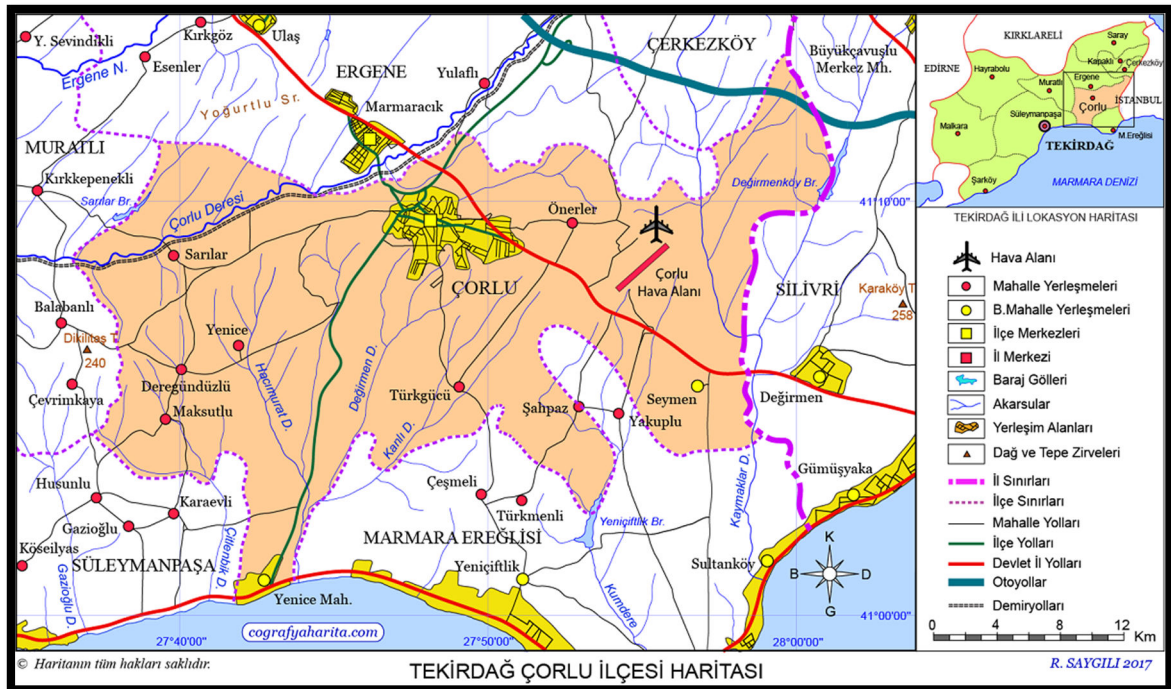 Y. Sevindikli
Kırkgöz
Ulaş
Esenler
Ergene N.
ERGENE
Yulaflı
ÇERKEZKÖY
Büyükçavuşlu
Merkez Mh.
Yoğurtlu Sr.
Marmaracık
MURATLI
Kırkkepenekli
Sarılar Br.
Çorlu Deresi
Değirmenköy Br.
41°10'00"
Önerler
Sarılar
Çorlu
Hava Alanı
ÇORLU
SİLİVRİ
Karaköy T.
258
Balabanlı
Dikilitaş T.
240
Yenice
Hacımurat D.
Değirmen D.
Deregündüzlü
Çevrimkaya
Türkgücü
Seymen
Değirmen
Maksutlu
Şahpaz
Yakuplu
Kanlı D.
Husunlu
Karaevli
Çeşmeli
Türkmenli
Gümüşyaka
Kaymaklar D.
Yeniçiftlik Br.
Gazioğlu
MARMARA EREĞLİSİ
Köseilyas
SÜLEYMANPAŞA
Çiftlenbik D.
Gazioğlu D.
Yeniçiftlik
Sultanköy
Yenice Mah.
Kumdere
K
B
D
G
41°00'00"
cografyaharita.com
27°40'00"
27°50'00"
28°00'00"
KIRKLARELİ
Saray
EDİRNE
Kapaklı
Çerkezköy
Hayrabolu
Ergene
Muratlı
İSTANBUL
Çorlu
Süleymanpaşa
Malkara
M.Ereğlisi
TEKİRDAĞ
Şarköy
MARMARA DENİZİ
TEKİRDAĞ İLİ LOKASYON HARİTASI
Hava Alanı
Mahalle Yerleşmeleri
B.Mahalle Yerleşmeleri
İlçe Merkezleri
İl Merkezi
Baraj Gölleri
Akarsular
Yerleşim Alanları
Dağ ve Tepe Zirveleri
İl Sınırları
İlçe Sınırları
Mahalle Yolları
İlçe Yolları
Devlet İl Yolları
Otoyollar
Demiryolları
0 4 8 12
Km
© Haritanın tüm hakları saklıdır.
TEKİRDAĞ ÇORLU İLÇESİ HARİTASI
R. SAYGILI 2017